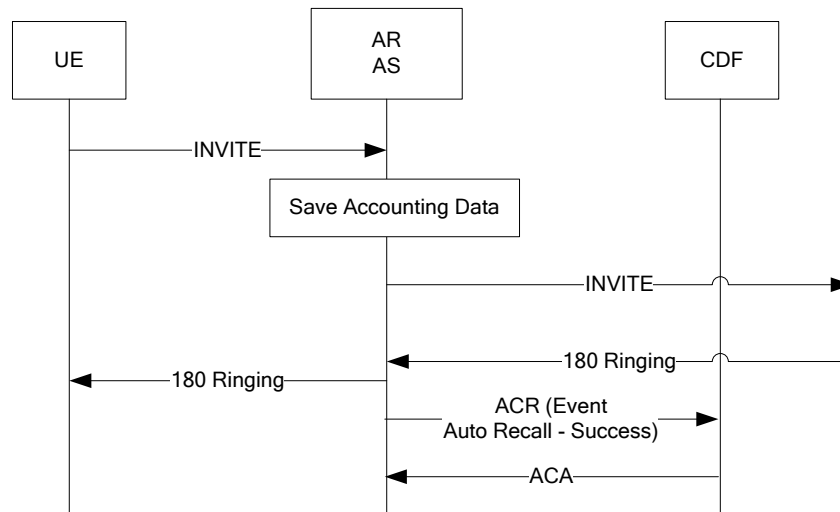 UE
AR
AS
CDF
INVITE
Save Accounting Data
INVITE
180 Ringing
180 Ringing
ACR (Event
Auto Recall - Success)
ACA